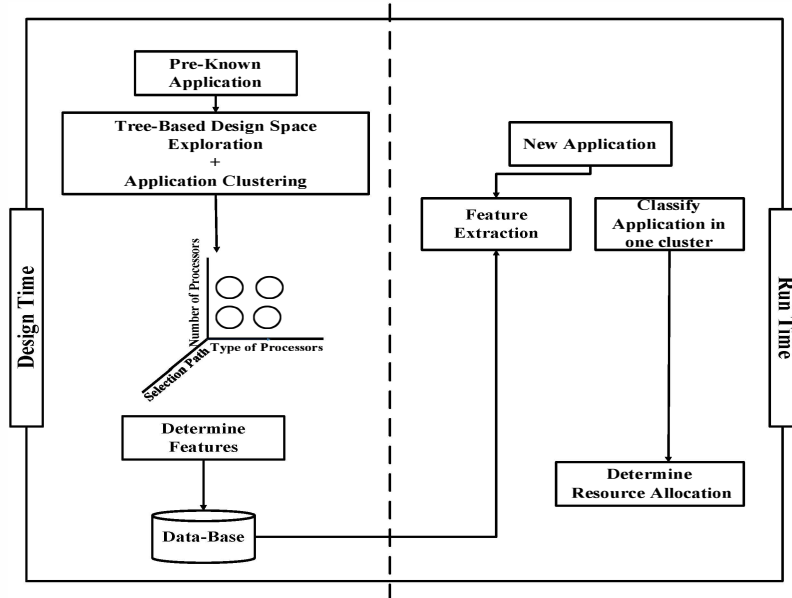 Pre-Known
Application
Tree-Based Design Space
Exploration
+
Application Clustering
Number of Processors
Type of Processors
Selection Path
Determine
Features
Data-Base
Design Time
New Application
Feature
Extraction
Classify
Application in
one cluster
Determine
Resource Allocation
Run Time